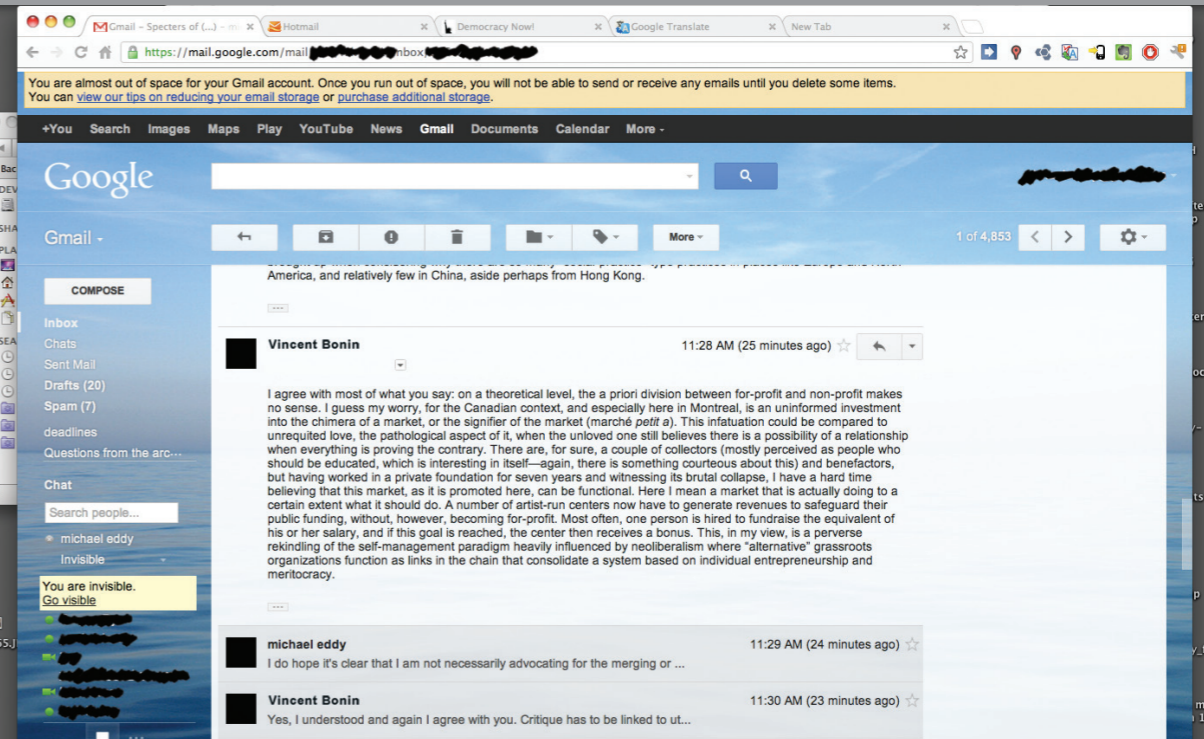 Gmail – Specters of (...) – m
Hotmail
Democracy Now!
Google Translate
New Tab
https://mail.google.com/mail
nbox
You are almost out of space for your Gmail account. Once you run out of space, you will not be able to send or receive any emails until you delete some items.
You can view our tips on reducing your email storage or purchase additional storage.
+You Search Images Maps Play YouTube News Gmail Documents Calendar More
Google
Gmail
More
1 of 4,853
America, and relatively few in China, aside perhaps from Hong Kong.
COMPOSE
Inbox
Chats
Sent Mail
Drafts (20)
Spam (7)
deadlines
Questions from the arc...
Chat
Search people...
michael eddy
Invisible
You are invisible.
Go visible
Vincent Bonin
11:28 AM (25 minutes ago)
I agree with most of what you say: on a theoretical level, the a priori division between for-profit and non-profit makes
no sense. I guess my worry, for the Canadian context, and especially here in Montreal, is an uninformed investment
into the chimera of a market, or the signifier of the market (marché petit a). This infatuation could be compared to
unrequited love, the pathological aspect of it, when the unloved one still believes there is a possibility of a relationship
when everything is proving the contrary. There are, for sure, a couple of collectors (mostly perceived as people who
should be educated, which is interesting in itself—again, there is something courteous about this) and benefactors,
but having worked in a private foundation for seven years and witnessing its brutal collapse, I have a hard time
believing that this market, as it is promoted here, can be functional. Here I mean a market that is actually doing to a
certain extent what it should do. A number of artist-run centers now have to generate revenues to safeguard their
public funding, without, however, becoming for-profit. Most often, one person is hired to fundraise the equivalent of
his or her salary, and if this goal is reached, the center then receives a bonus. This, in my view, is a perverse
rekindling of the self-management paradigm heavily influenced by neoliberalism where “alternative” grassroots
organizations function as links in the chain that consolidate a system based on individual entrepreneurship and
meritocracy.
michael eddy
11:29 AM (24 minutes ago)
I do hope it's clear that I am not necessarily advocating for the merging or ...
Vincent Bonin
11:30 AM (23 minutes ago)
Yes, I understood and again I agree with you. Critique has to be linked to ut...